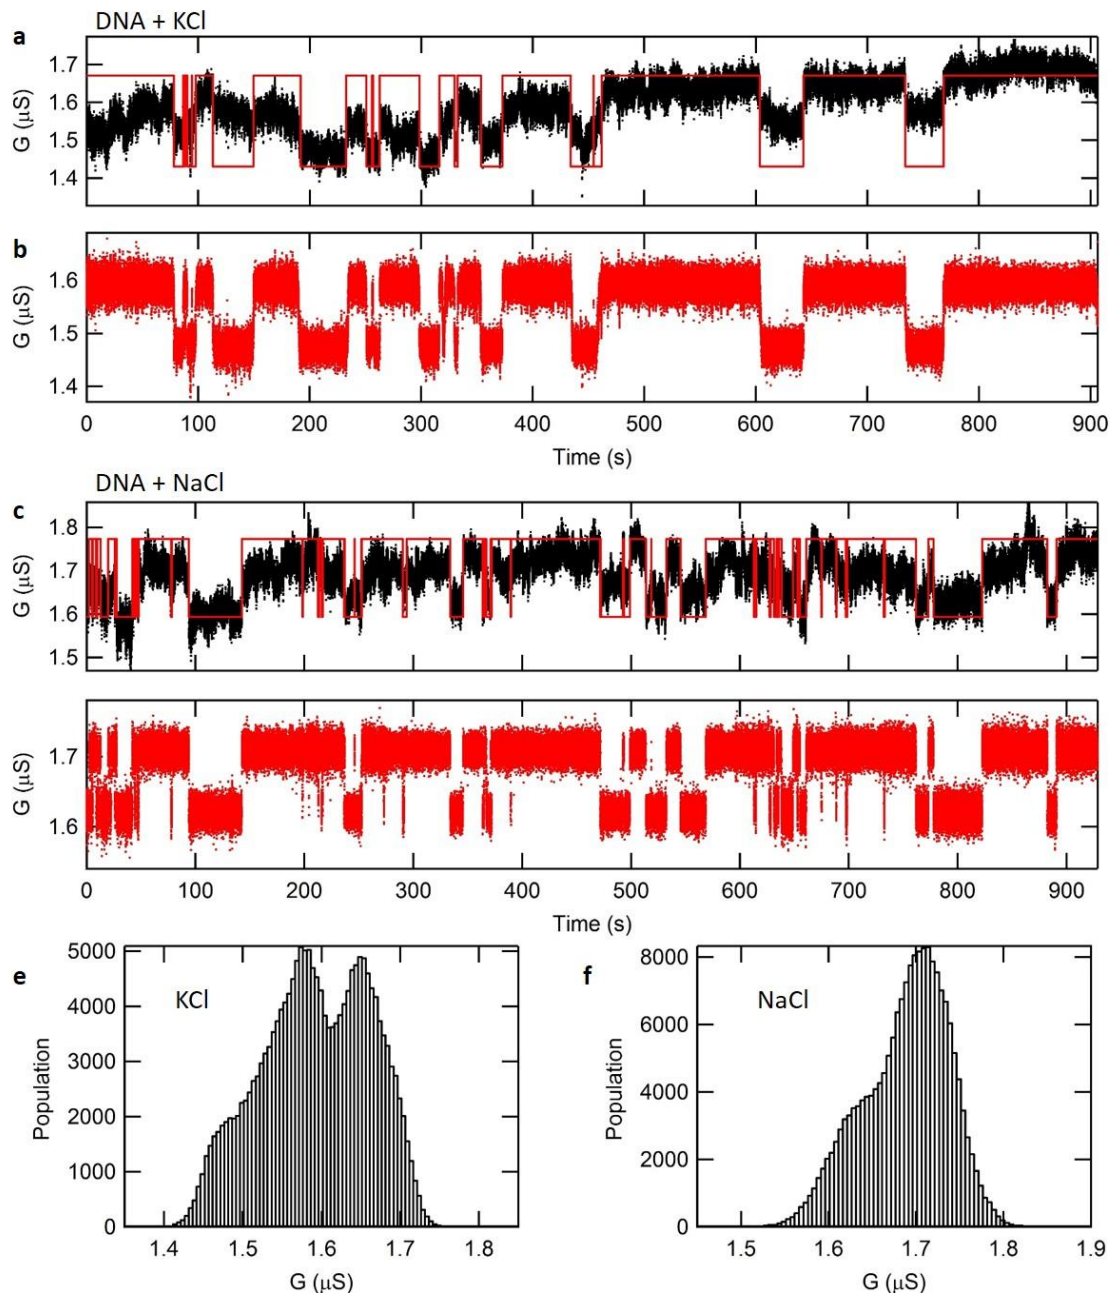 DNA + KCl
a
1.7
1.6
1.5
1.4
G (μS)
b
1.6
1.5
1.4
G (μS)
0 100 200 300 400 500 600 700 800 900
Time (s)
DNA + NaCl
c
1.8
1.7
1.6
1.5
G (μS)
1.7
1.6
G (μS)
0 100 200 300 400 500 600 700 800 900
Time (s)
e
KCl
5000
4000
3000
2000
1000
0
Population
1.4 1.5 1.6 1.7 1.8
G (μS)
f
NaCl
8000
6000
4000
2000
0
Population
1.5 1.6 1.7 1.8 1.9
G (μS)